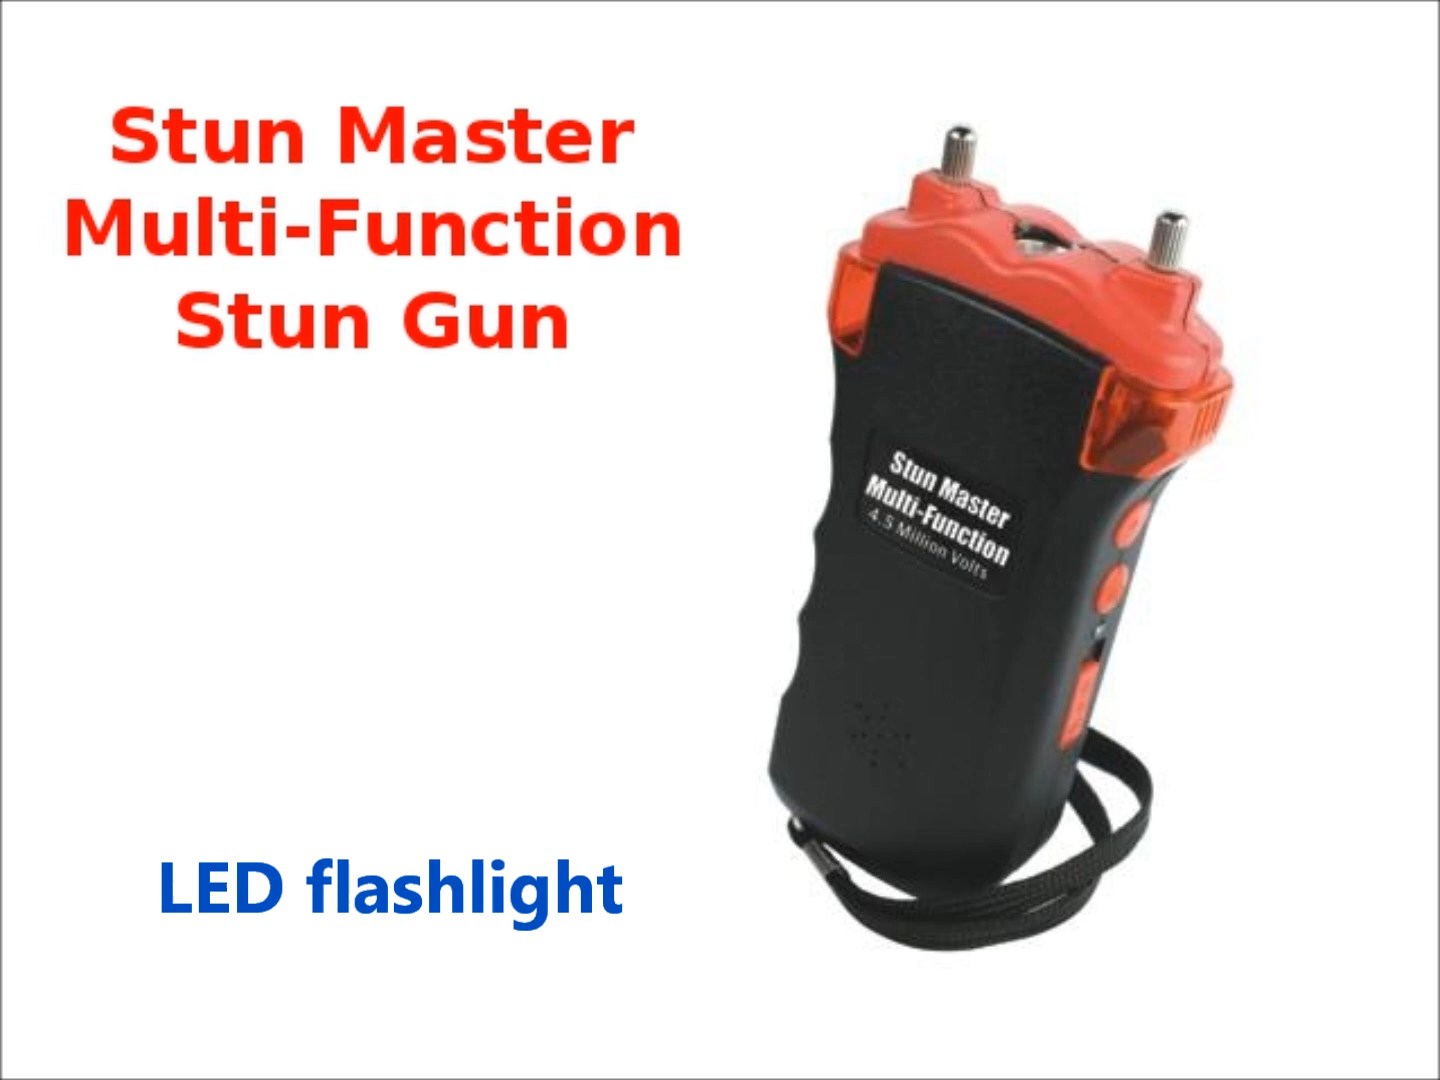 Stun Master
Multi-Function
Stun Gun
Stun Master
Multi-Function
4.5 Million Volts
LED flashlight